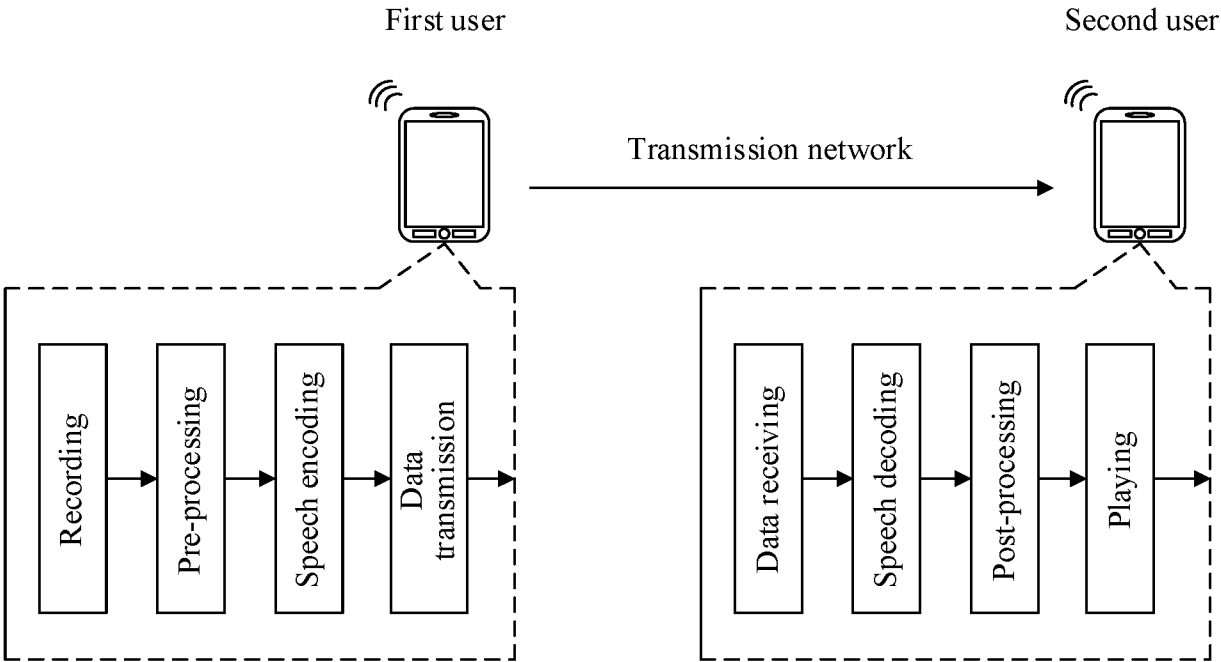 First user
Second user
Transmission network
Recording
Pre-processing
Speech encoding
Data
transmission
Data receiving
Speech decoding
Post-processing
Playing